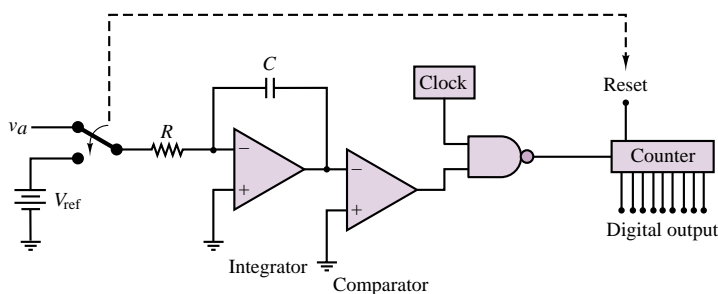 C
Clock
Reset
va
R
−
+
−
+
Counter
Vref
Digital output
Integrator
Comparator